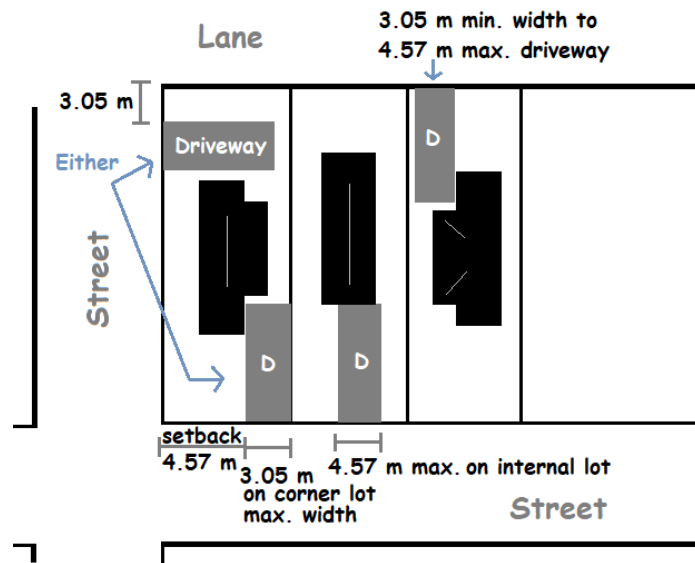 Lane
3.05 m min. width to
4.57 m max. driveway
3.05 m
Driveway
D
Either
Street
D
D
setback
4.57 m
3.05 m
on corner lot
max. width
4.57 m max. on internal lot
Street